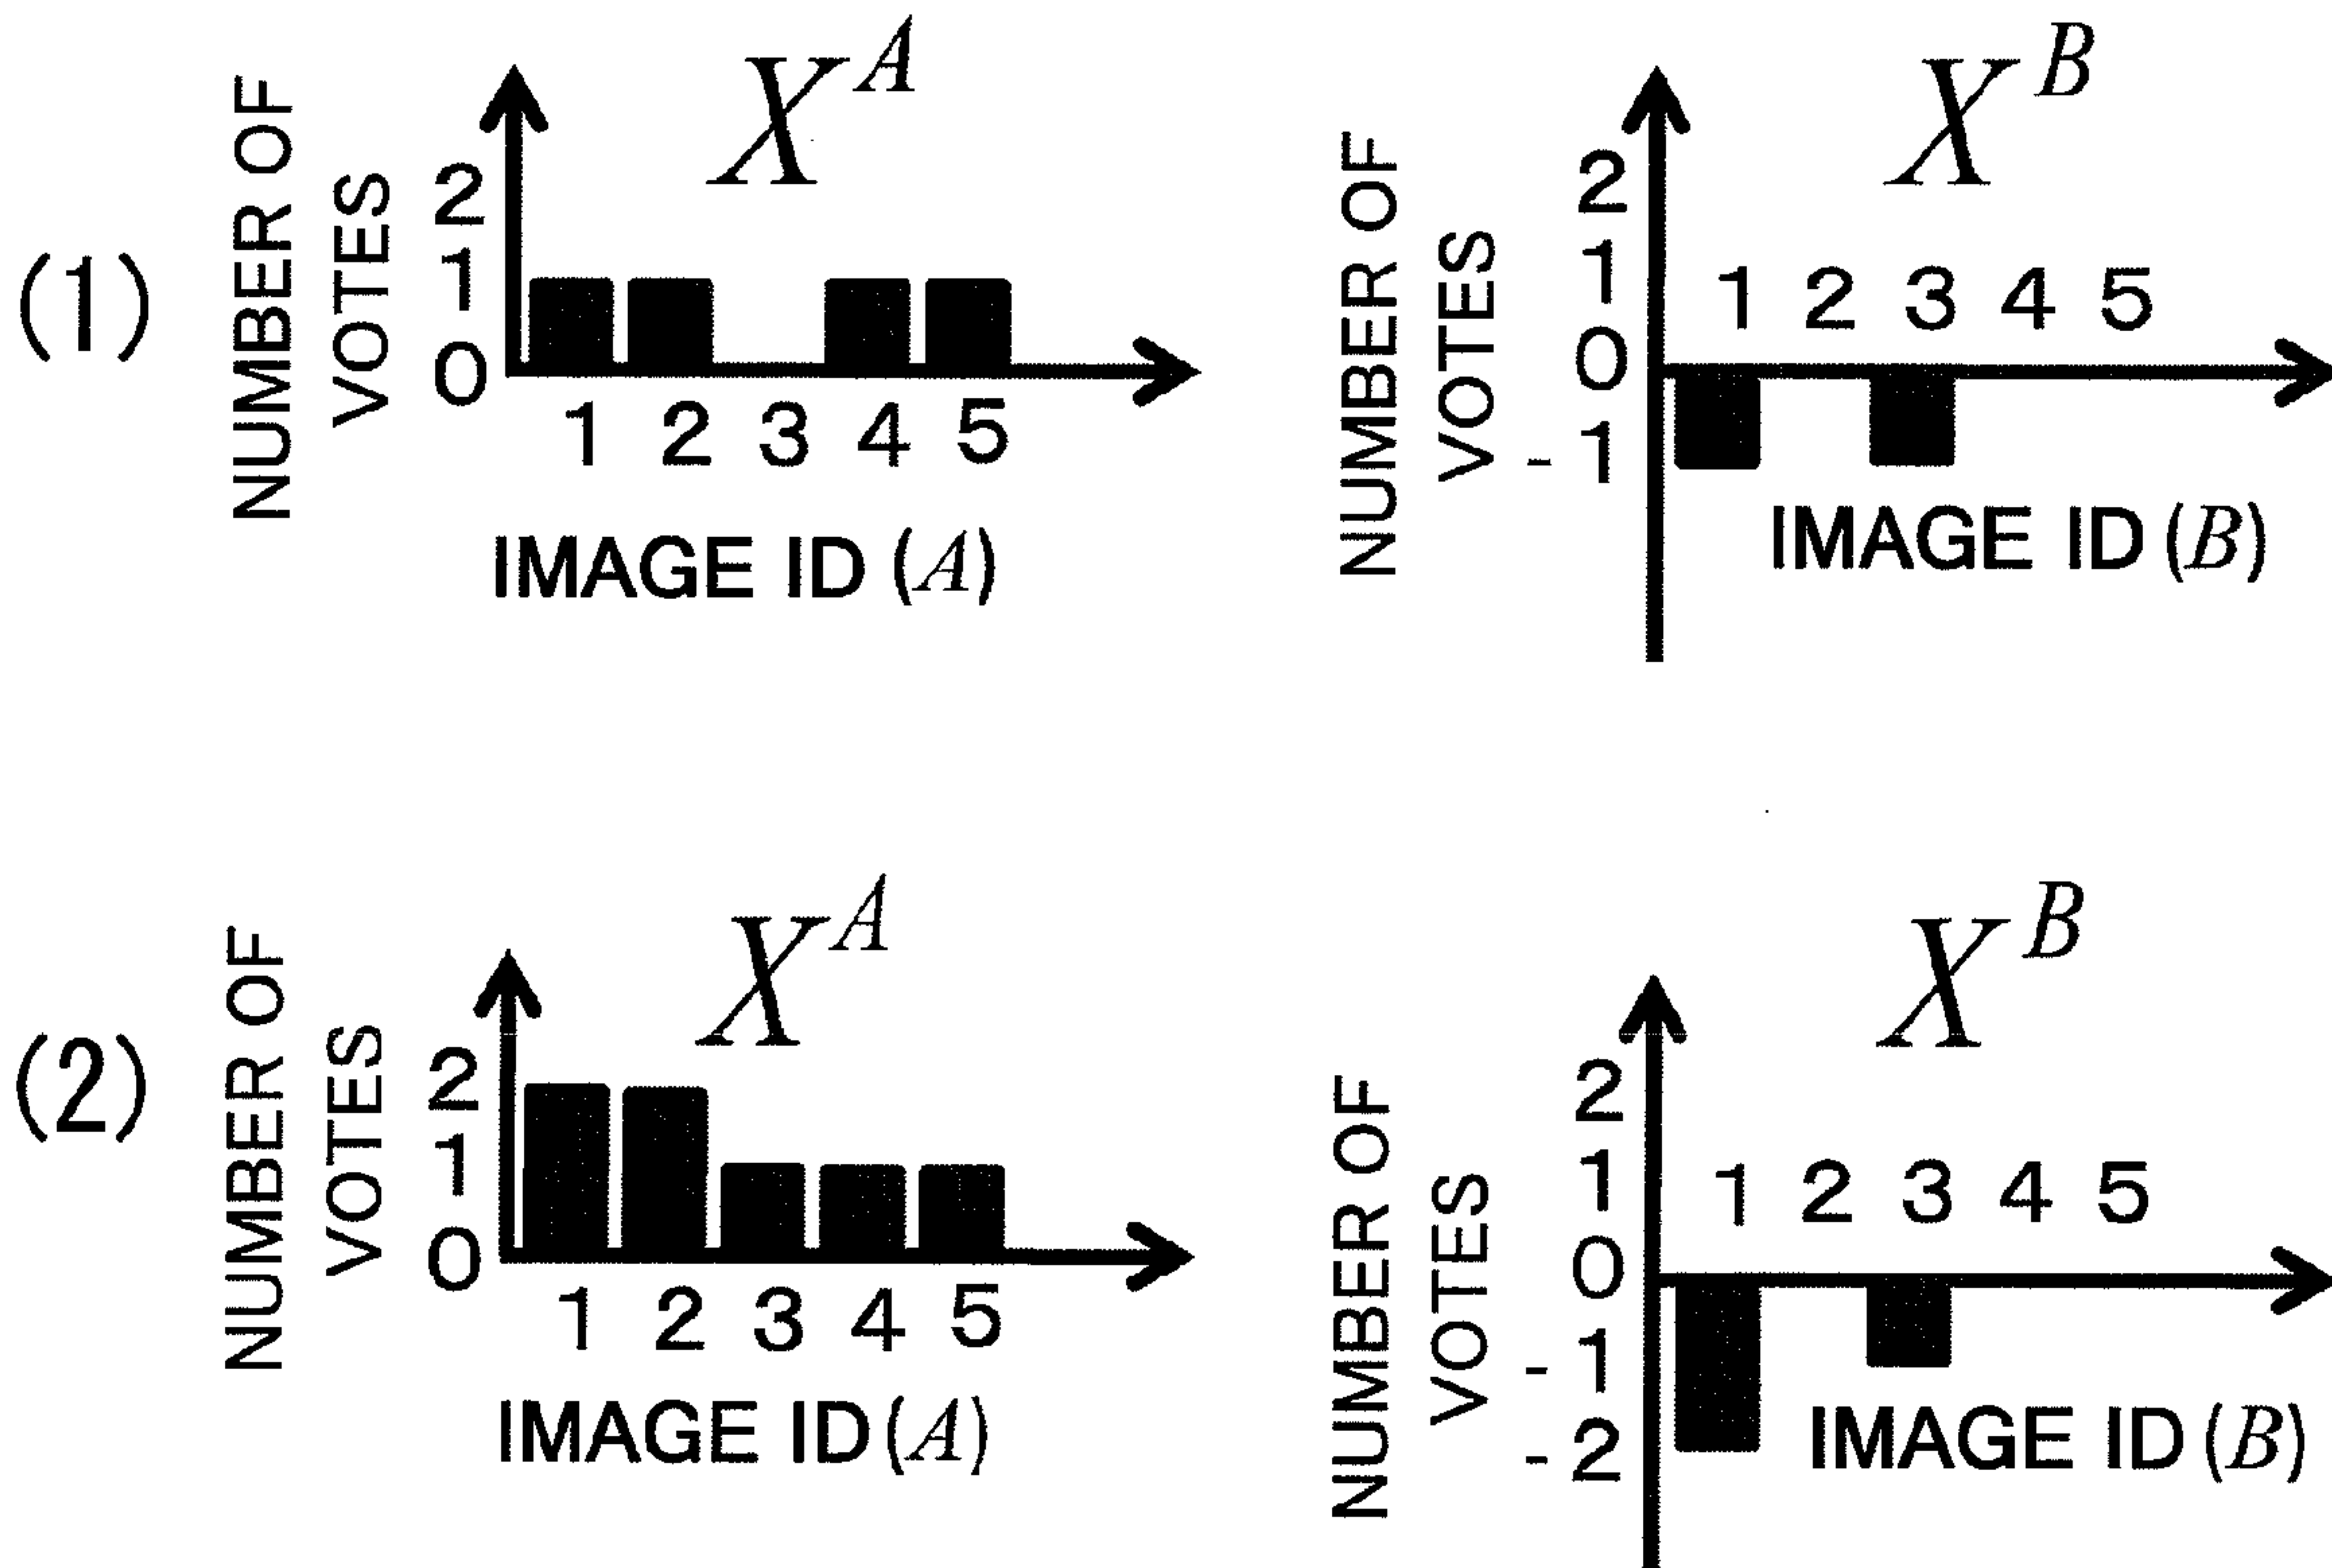 (1)
NUMBER OF
VOTES
2
1
0
X^A
1 2 3 4 5
IMAGE ID (A)
NUMBER OF
VOTES
2
1
0
-1
X^B
1 2 3 4 5
IMAGE ID (B)
(2)
NUMBER OF
VOTES
2
1
0
X^A
1 2 3 4 5
IMAGE ID (A)
NUMBER OF
VOTES
2
1
0
-1
-2
X^B
1 2 3 4 5
IMAGE ID (B)